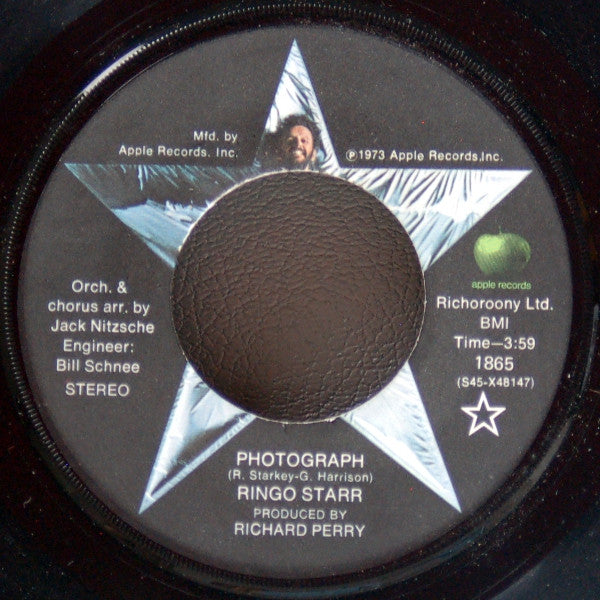 Mfd. by
Apple Records. Inc.
℗1973 Apple Records,Inc.
apple records
Orch. &
chorus arr. by
Jack Nitzsche
Engineer:
Bill Schnee
STEREO
Richoroony Ltd.
BMI
Time—3:59
1865
(S45-X48147)
PHOTOGRAPH
(R. Starkey-G. Harrison)
RINGO STARR
PRODUCED BY
RICHARD PERRY